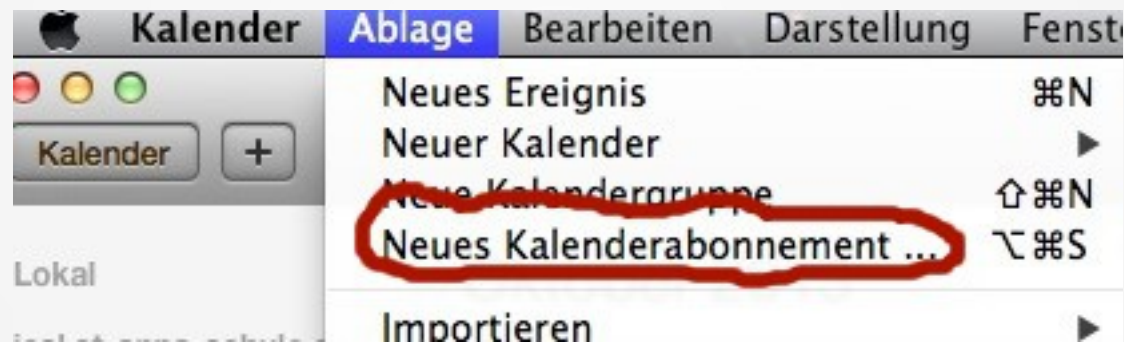 Kalender Ablage Bearbeiten Darstellung
Kalender +
Neues Ereignis ⌘N
Neuer Kalender ▶
Neue Kalendergruppe ⇧⌘N
Neues Kalenderabonnement ... ⌥⌘S
Lokal
Importieren ▶